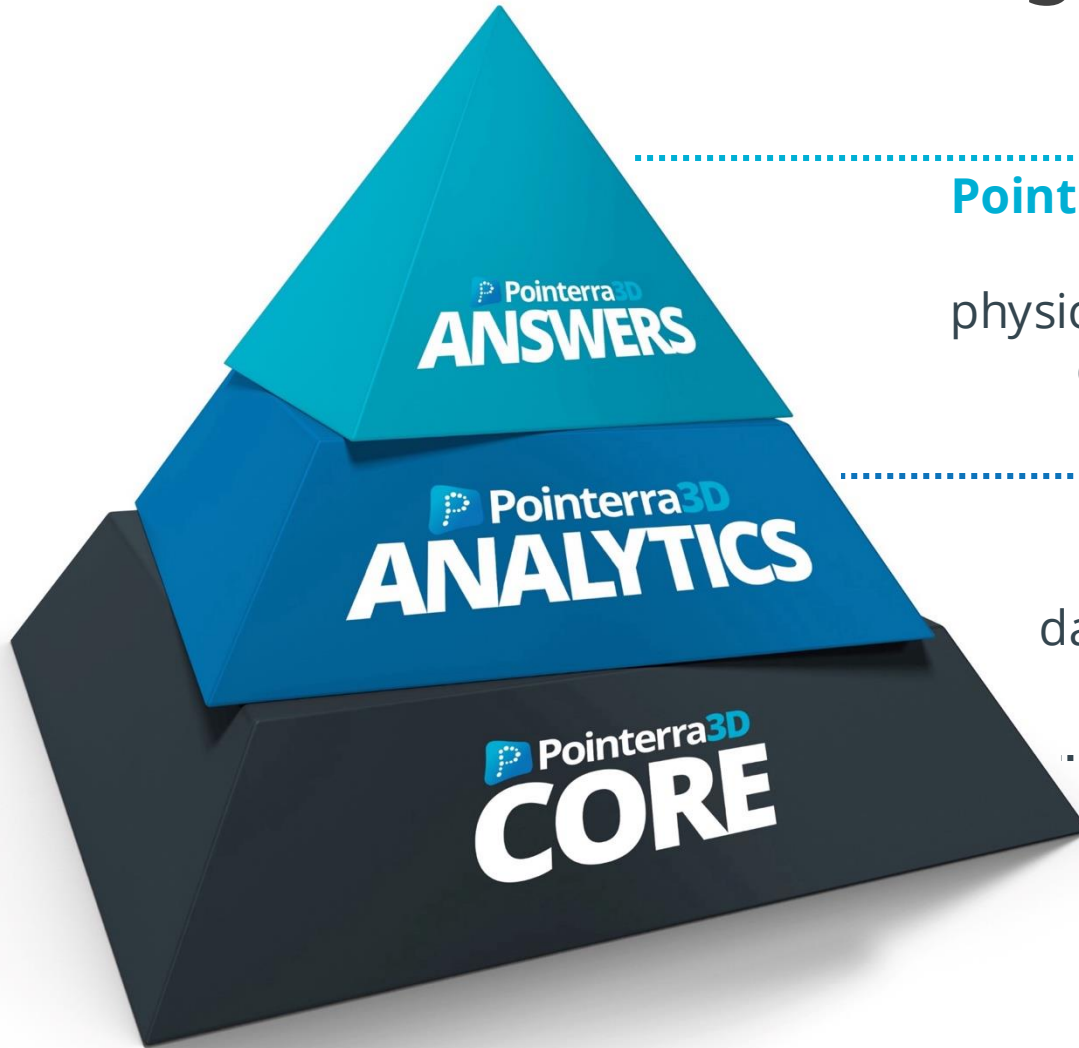 Point
Pointerra3D
ANSWERS
physic
Pointerra3D
ANALYTICS
da
Pointerra3D
CORE